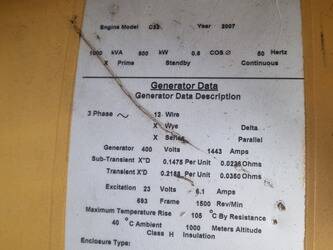 Engine Model C32 Year 2007
1000 kVA 800 kW 0.8 COS Ø 50 Hertz
X Prime Standby Continuous
Generator Data
Generator Data Description
3 Phase ~ 12 Wire
X Wye Delta
X Series Parallel
Generator 400 Volts 1443 Amps
Sub-Transient X"D 0.1475 Per Unit 0.0236 Ohms
Transient X'D 0.2188 Per Unit 0.0350 Ohms
Excitation 23 Volts 6.1 Amps
693 Frame 1500 Rev/Min
Maximum Temperature Rise 105 °C By Resistance
40 °C Ambient 1000 Meters Altitude
Class H Insulation
Enclosure Type: